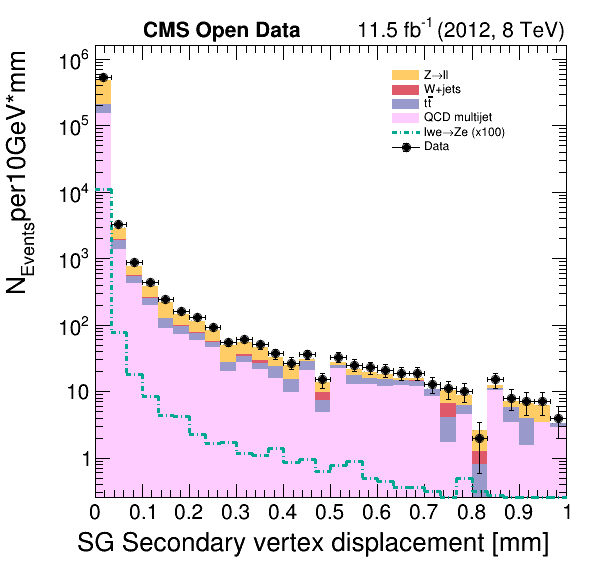 CMS Open Data 11.5 fb⁻¹ (2012, 8 TeV)
N_Events per10GeV*mm
10⁶
10⁵
10⁴
10³
10²
10
1
Z→ll
W+jets
tt̄
QCD multijet
lwe→Ze (x100)
Data
0 0.1 0.2 0.3 0.4 0.5 0.6 0.7 0.8 0.9 1
SG Secondary vertex displacement [mm]